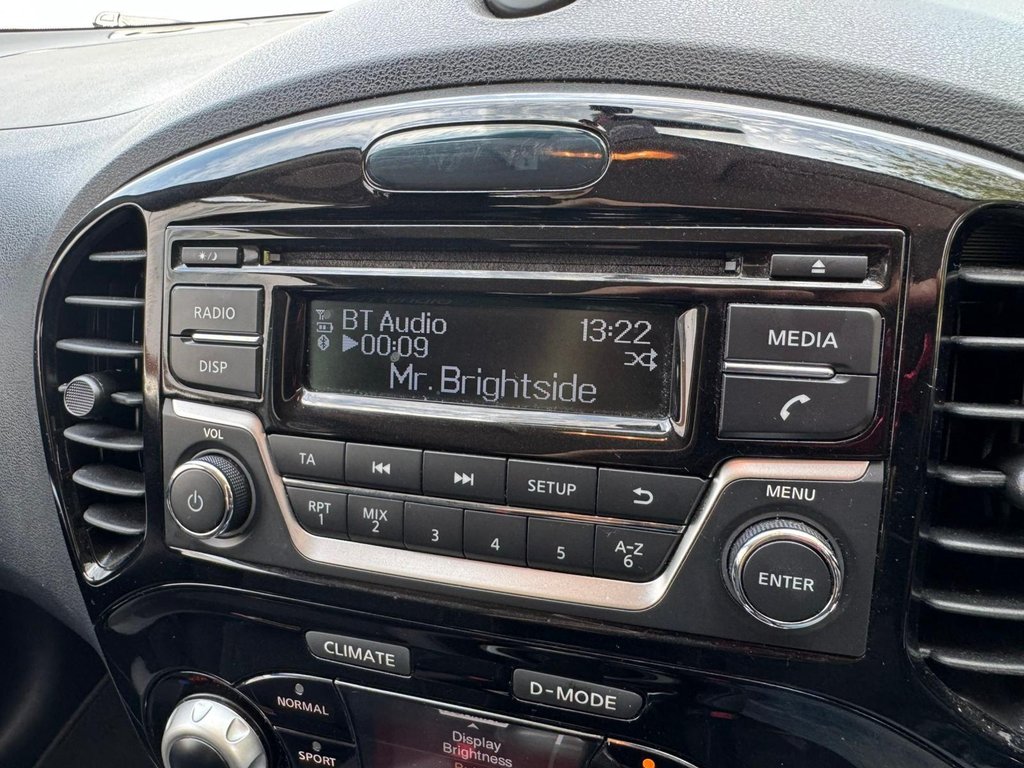 RADIO
DISP
BT Audio 13:22
00:09
Mr.Brightside
MEDIA
VOL
TA
SETUP
RPT 1
MIX 2
3
4
5
A-Z 6
MENU
ENTER
CLIMATE
D-MODE
NORMAL
SPORT
Display
Brightness